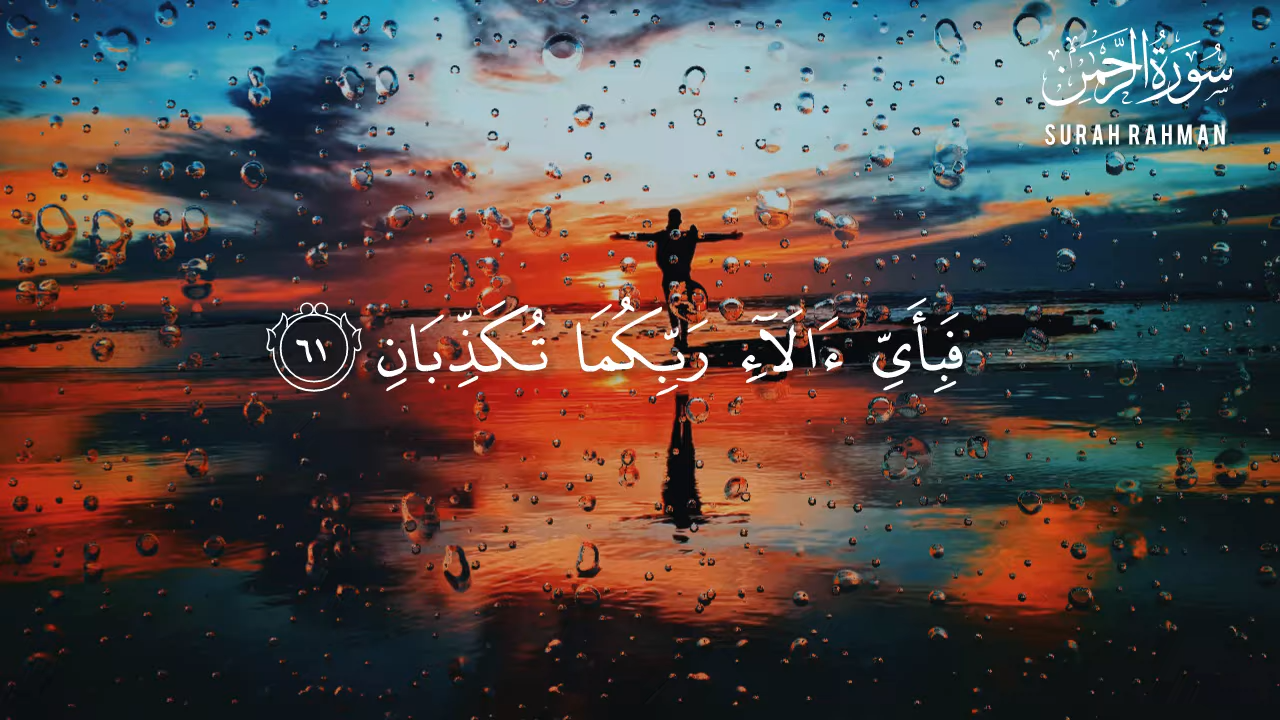 سُورَةُ الرَّحْمٰن
SURAH RAHMAN
فَبِأَيِّ ءَالَآءِ رَبِّكُمَا تُكَذِّبَانِ ٦١